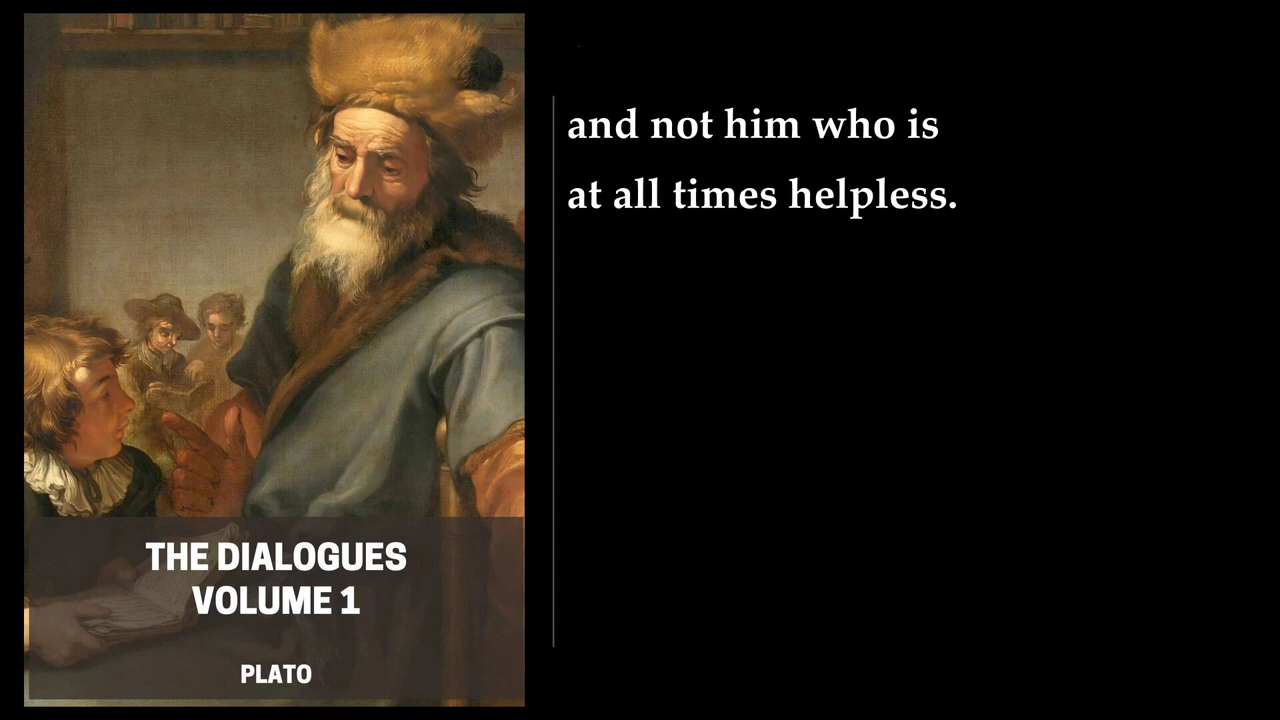 and not him who is
at all times helpless.
THE DIALOGUES
VOLUME 1
PLATO